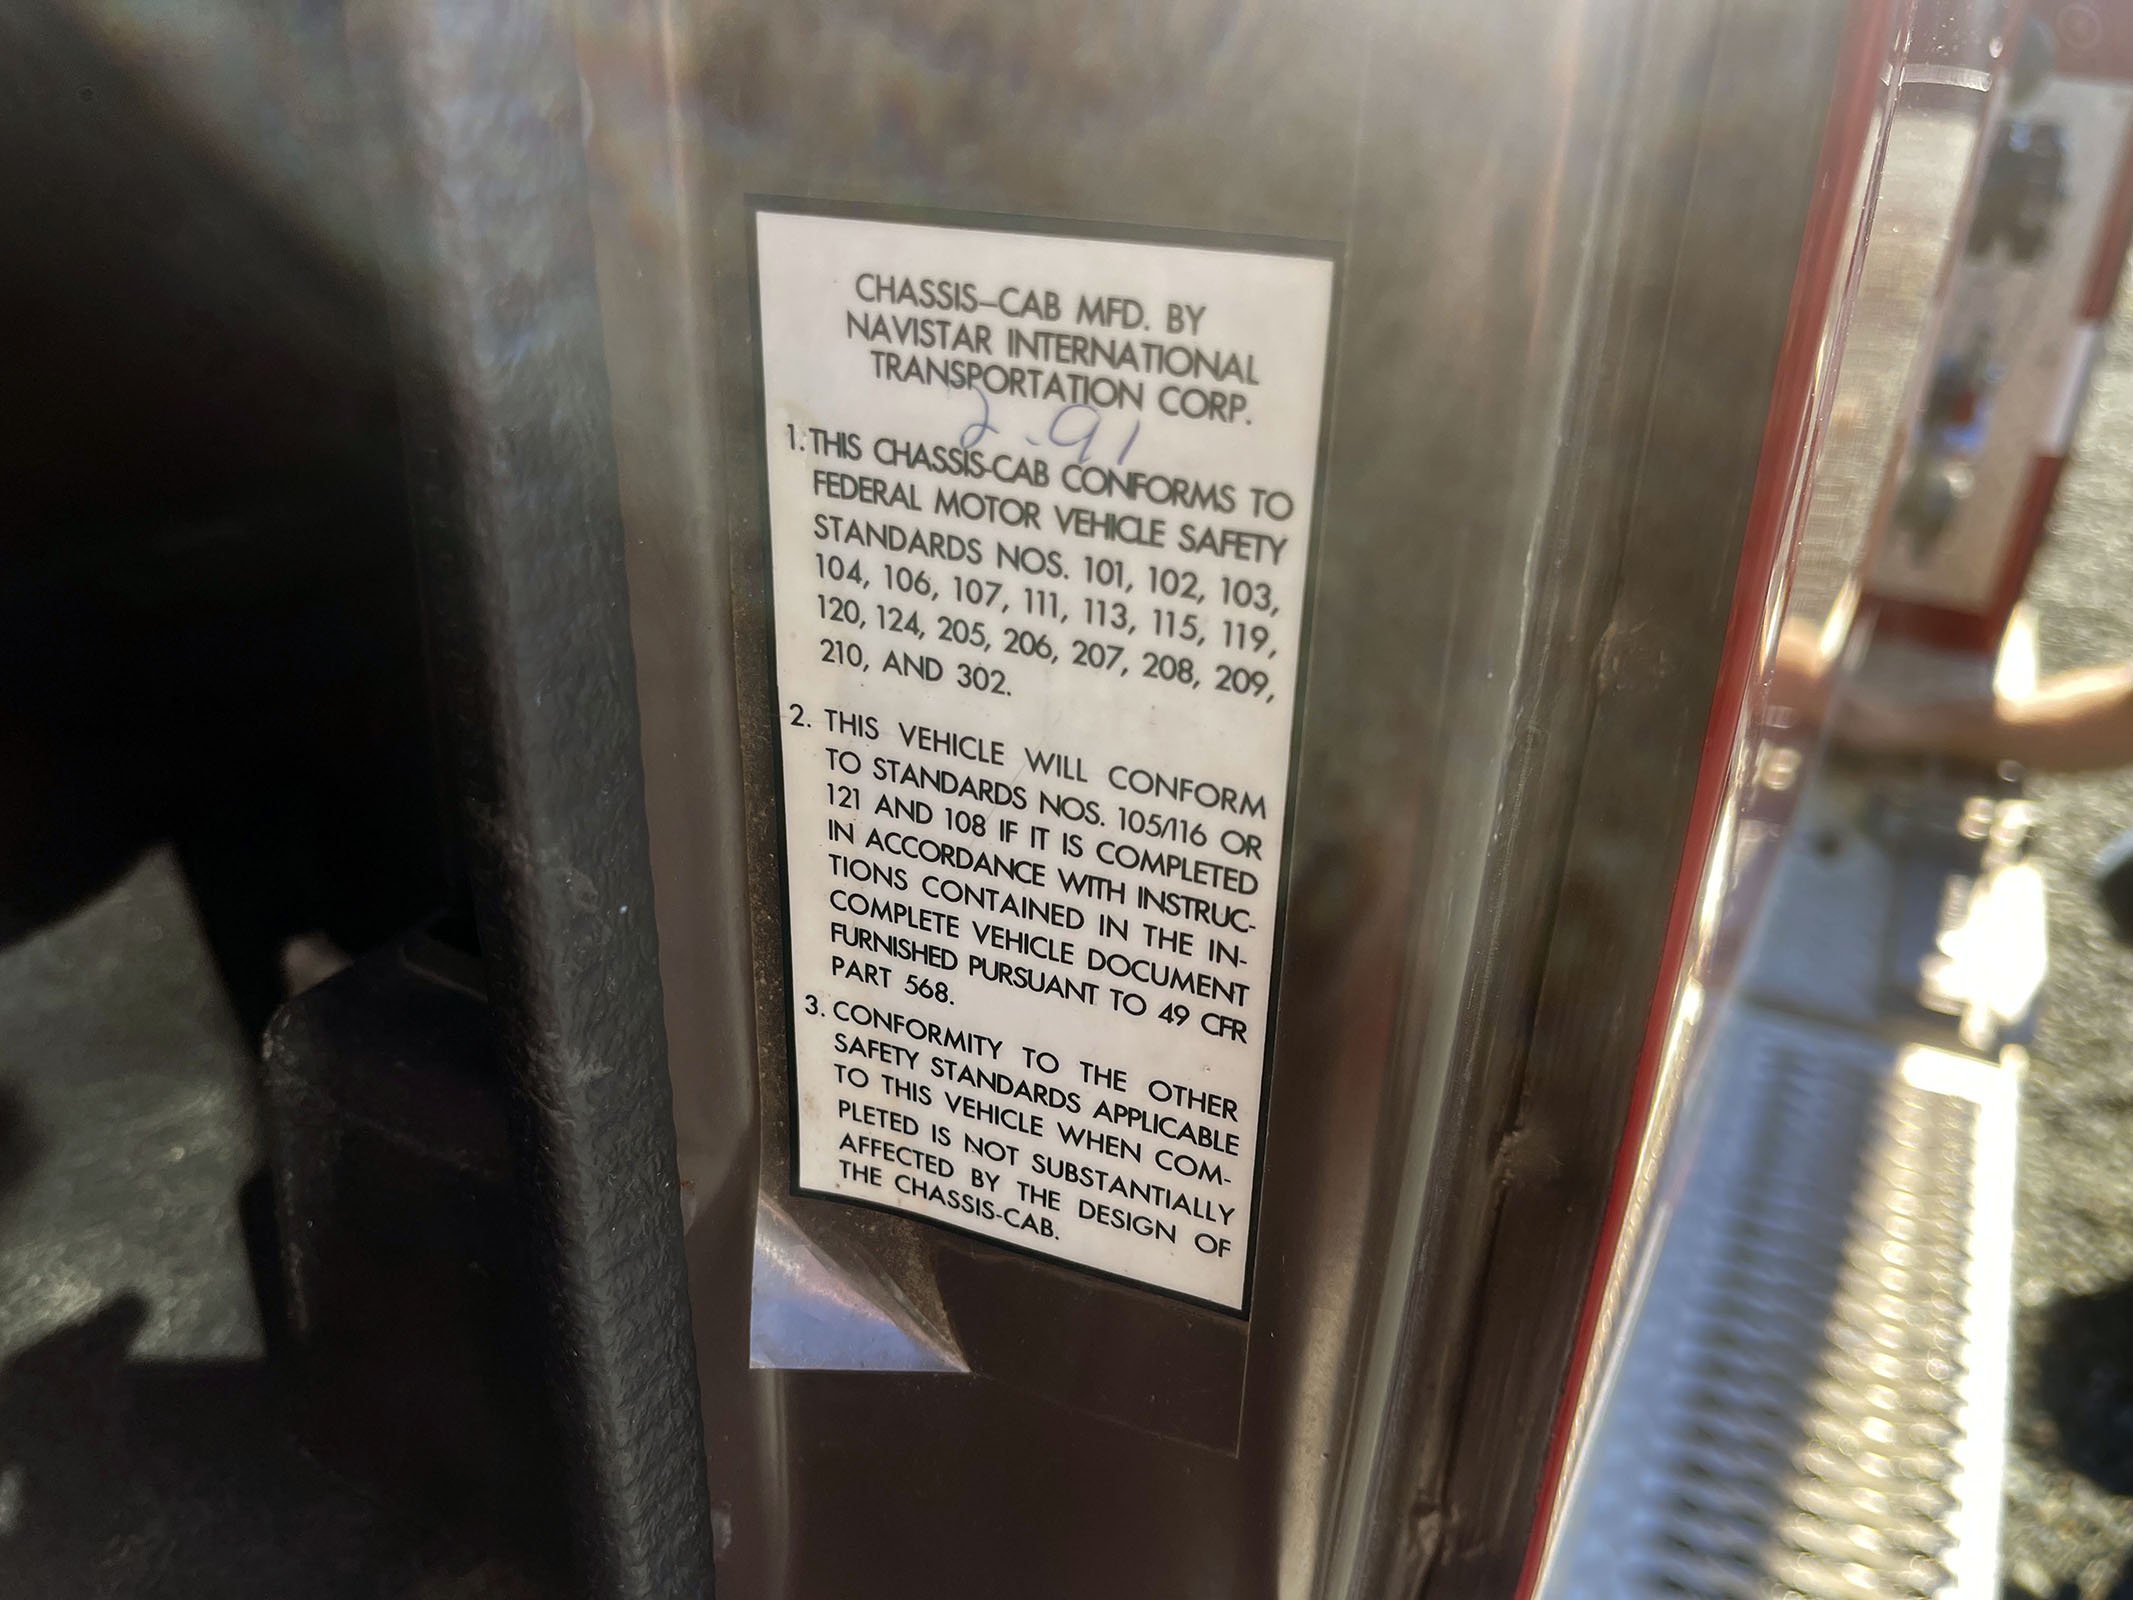 CHASSIS–CAB MFD. BY
NAVISTAR INTERNATIONAL
TRANSPORTATION CORP.
2.91
1. THIS CHASSIS-CAB CONFORMS TO
FEDERAL MOTOR VEHICLE SAFETY
STANDARDS NOS. 101, 102, 103,
104, 106, 107, 111, 113, 115, 119,
120, 124, 205, 206, 207, 208, 209,
210, AND 302.
2. THIS VEHICLE WILL CONFORM
TO STANDARDS NOS. 105/116 OR
121 AND 108 IF IT IS COMPLETED
IN ACCORDANCE WITH INSTRUC-
TIONS CONTAINED IN THE IN-
COMPLETE VEHICLE DOCUMENT
FURNISHED PURSUANT TO 49 CFR
PART 568.
3. CONFORMITY TO THE OTHER
SAFETY STANDARDS APPLICABLE
TO THIS VEHICLE WHEN COM-
PLETED IS NOT SUBSTANTIALLY
AFFECTED BY THE DESIGN OF
THE CHASSIS-CAB.